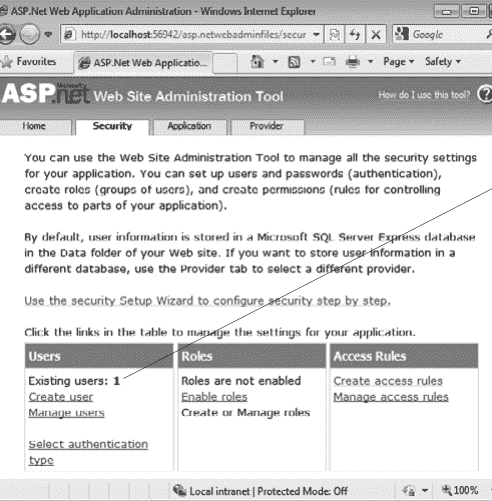 ASP.Net Web Application Administration - Windows Internet Explorer
http://localhost:56942/asp.netwebadminfiles/secur
Google
Favorites ASP.Net Web Applicatio... Page Safety
Microsoft
ASP.net Web Site Administration Tool How do I use this tool? ?
Home Security Application Provider
You can use the Web Site Administration Tool to manage all the security settings
for your application. You can set up users and passwords (authentication),
create roles (groups of users), and create permissions (rules for controlling
access to parts of your application).
By default, user information is stored in a Microsoft SQL Server Express database
in the Data folder of your Web site. If you want to store user information in a
different database, use the Provider tab to select a different provider.
Use the security Setup Wizard to configure security step by step.
Click the links in the table to manage the settings for your application.
Users Roles Access Rules
Existing users: 1 Roles are not enabled Create access rules
Create user Enable roles Manage access rules
Manage users Create or Manage roles
Select authentication
type
Local intranet | Protected Mode: Off 100%